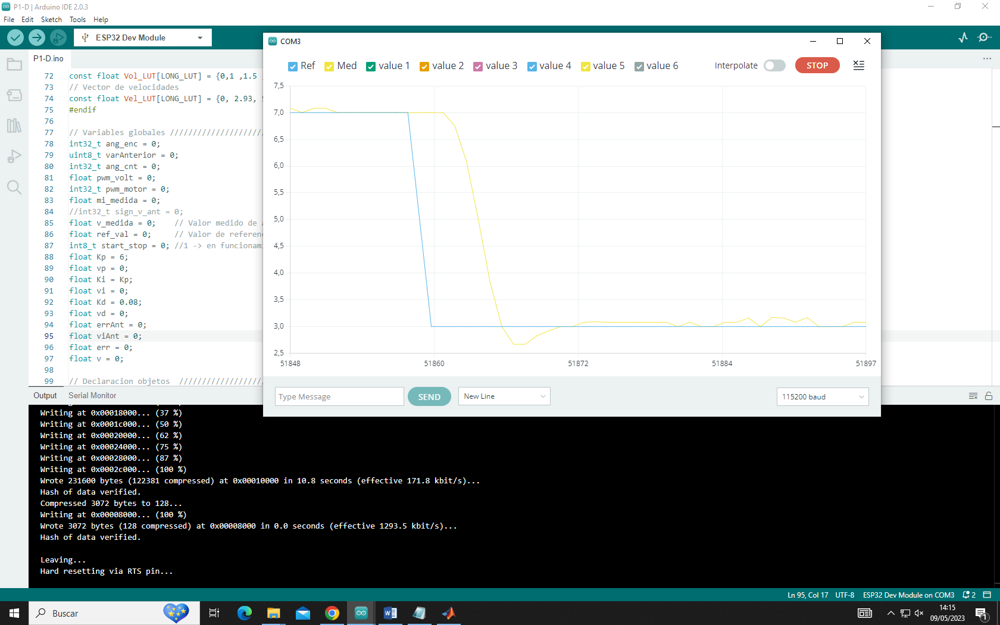 P1-D | Arduino IDE 2.0.3
File Edit Sketch Tools Help
ESP32 Dev Module
P1-D.ino
72 const float Vol_LUT[LONG_LUT] = {0,1 ,1.5
73 // Vector de velocidades
74 const float Vel_LUT[LONG_LUT] = {0, 2.93,
75 #endif
76
77 // Variables globales /////////////////////
78 int32_t ang_enc = 0;
79 uint8_t varAnterior = 0;
80 int32_t ang_cnt = 0;
81 float pwm_volt = 0;
82 int32_t pwm_motor = 0;
83 float mi_medida = 0;
84 //int32_t sign_v_ant = 0;
85 float v_medida = 0; // Valor medido de
86 float ref_val = 0; // Valor de
87 int8_t start_stop = 0; //1 -> en
88 float Kp = 6;
89 float vp = 0;
90 float Ki = Kp;
91 float vi = 0;
92 float Kd = 0.08;
93 float vd = 0;
94 float errAnt = 0;
95 float viAnt = 0;
96 float err = 0;
97 float v = 0;
98
99 // Declaracion objetos ///////////////////
COM3
Ref Med value 1 value 2 value 3 value 4 value 5 value 6
Interpolate STOP
7,5
7,0
6,5
6,0
5,5
5,0
4,5
4,0
3,5
3,0
2,5
51848 51860 51872 51884 51897
Type Message SEND New Line 115200 baud
Output Serial Monitor
Writing at 0x00018000... (37 %)
Writing at 0x0001c000... (50 %)
Writing at 0x00020000... (62 %)
Writing at 0x00024000... (75 %)
Writing at 0x00028000... (87 %)
Writing at 0x0002c000... (100 %)
Wrote 231600 bytes (122381 compressed) at 0x00010000 in 10.8 seconds (effective 171.8 kbit/s)...
Hash of data verified.
Compressed 3072 bytes to 128...
Writing at 0x00008000... (100 %)
Wrote 3072 bytes (128 compressed) at 0x00008000 in 0.0 seconds (effective 1293.5 kbit/s)...
Hash of data verified.
Leaving...
Hard resetting via RTS pin...
Ln 95, Col 17 UTF-8 ESP32 Dev Module on COM3 2
Buscar
14:15
09/05/2023
1